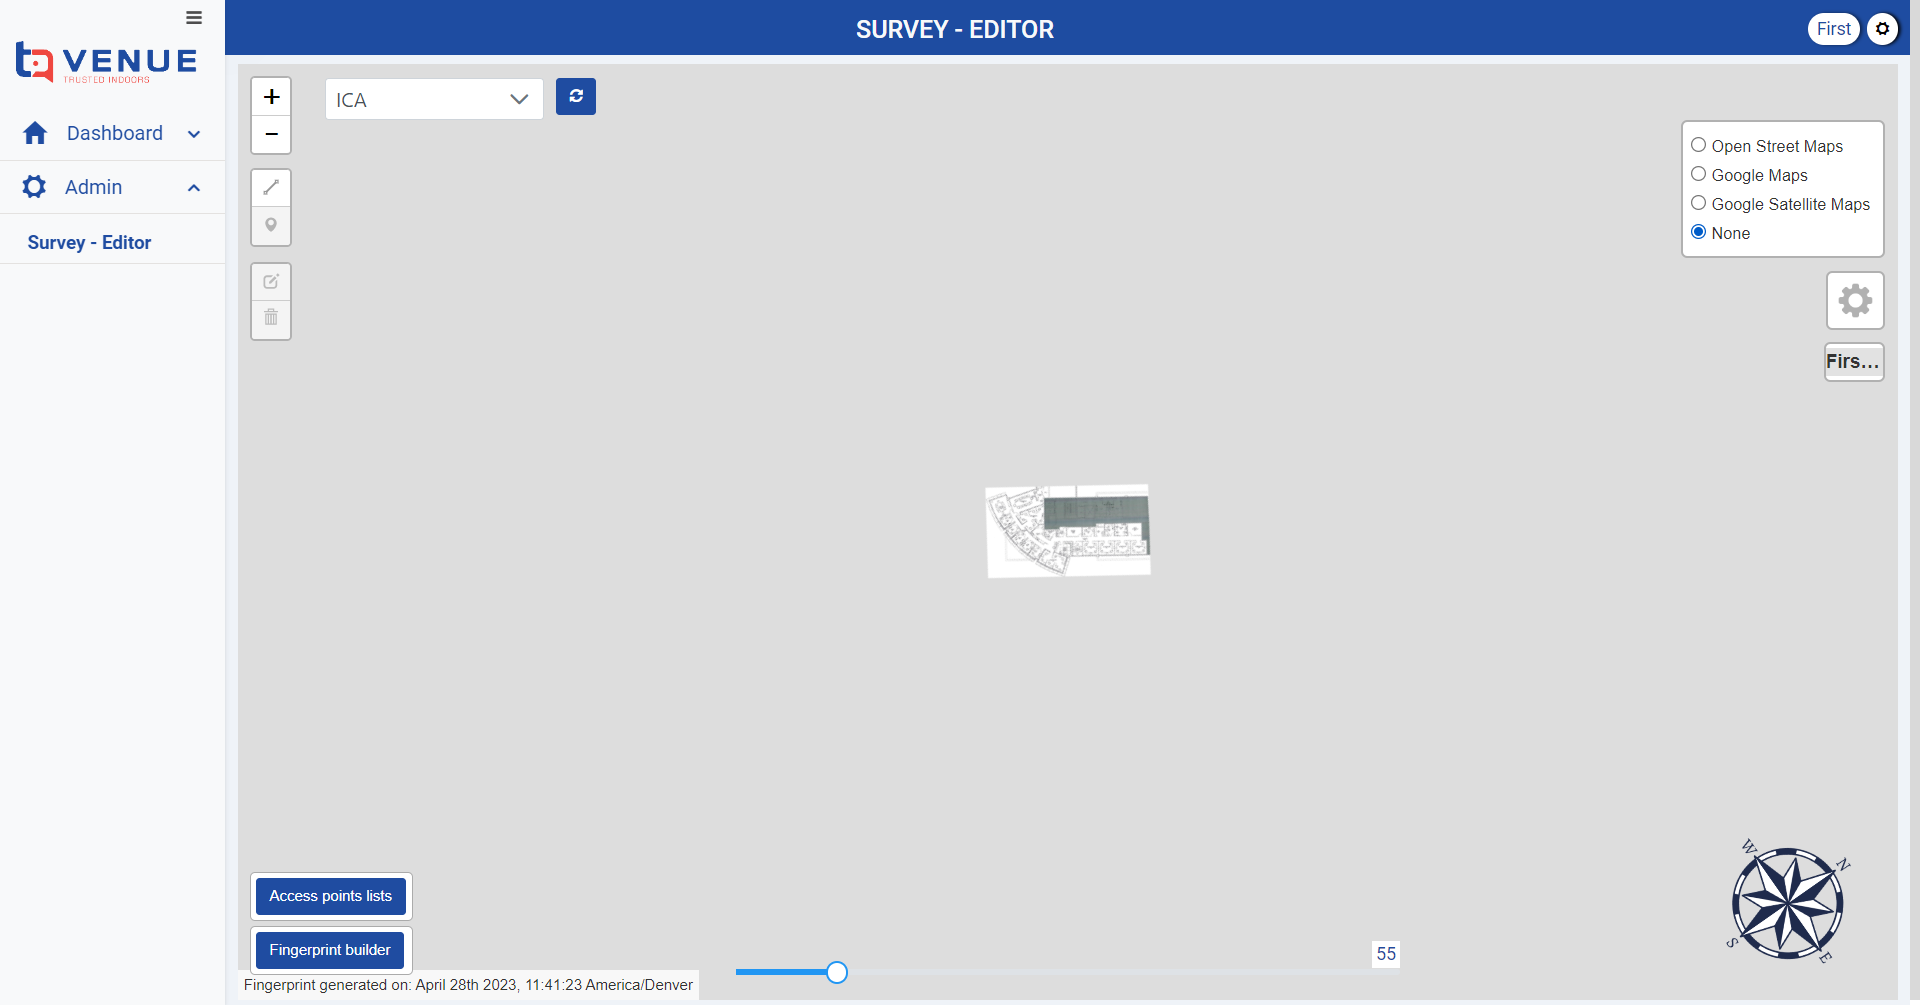 SURVEY - EDITOR
First
VENUE
TRUSTED INDOORS
Dashboard
Admin
Survey - Editor
+
−
ICA
Open Street Maps
Google Maps
Google Satellite Maps
None
Firs...
W
N
S
E
Access points lists
Fingerprint builder
55
Fingerprint generated on: April 28th 2023, 11:41:23 America/Denver